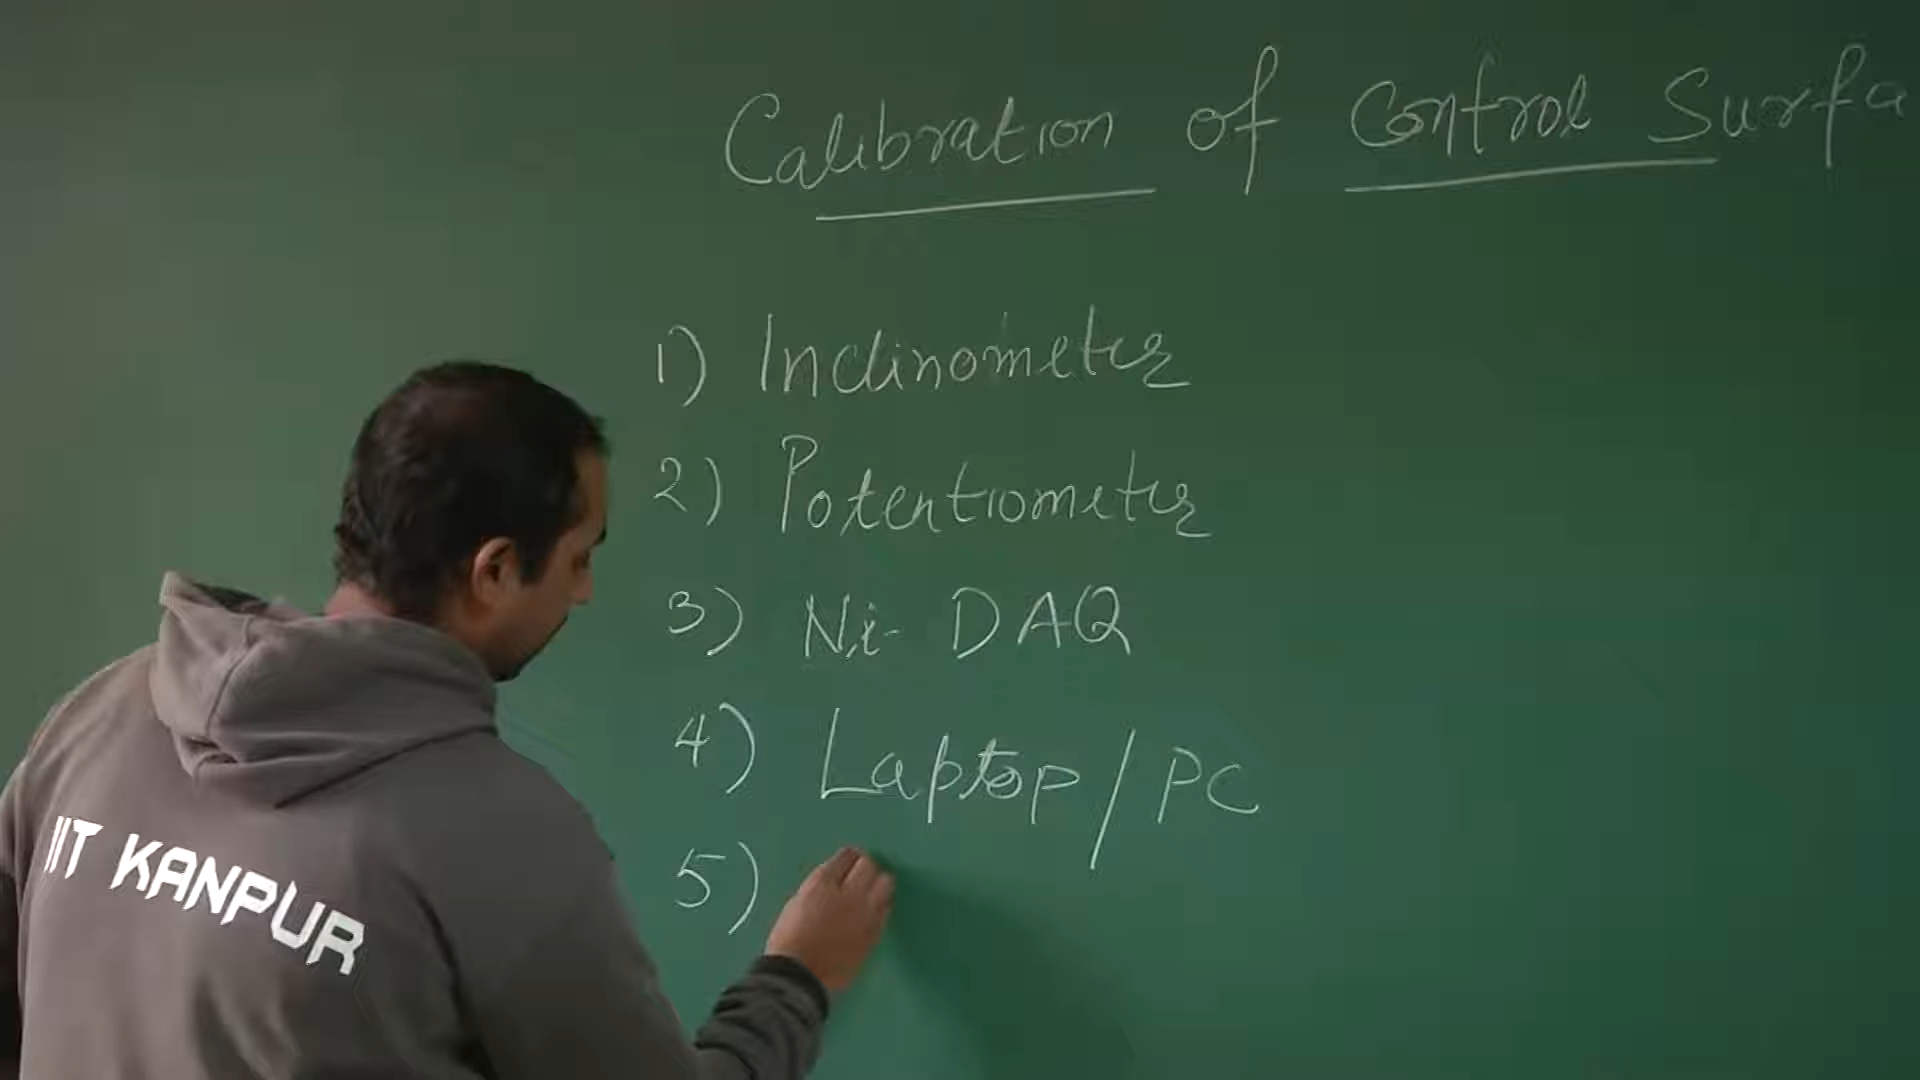 Calibration of Control Surfa
1) Inclinometer
2) Potentiometer
3) Ni- DAQ
4) Laptop / PC
5)
IIT KANPUR